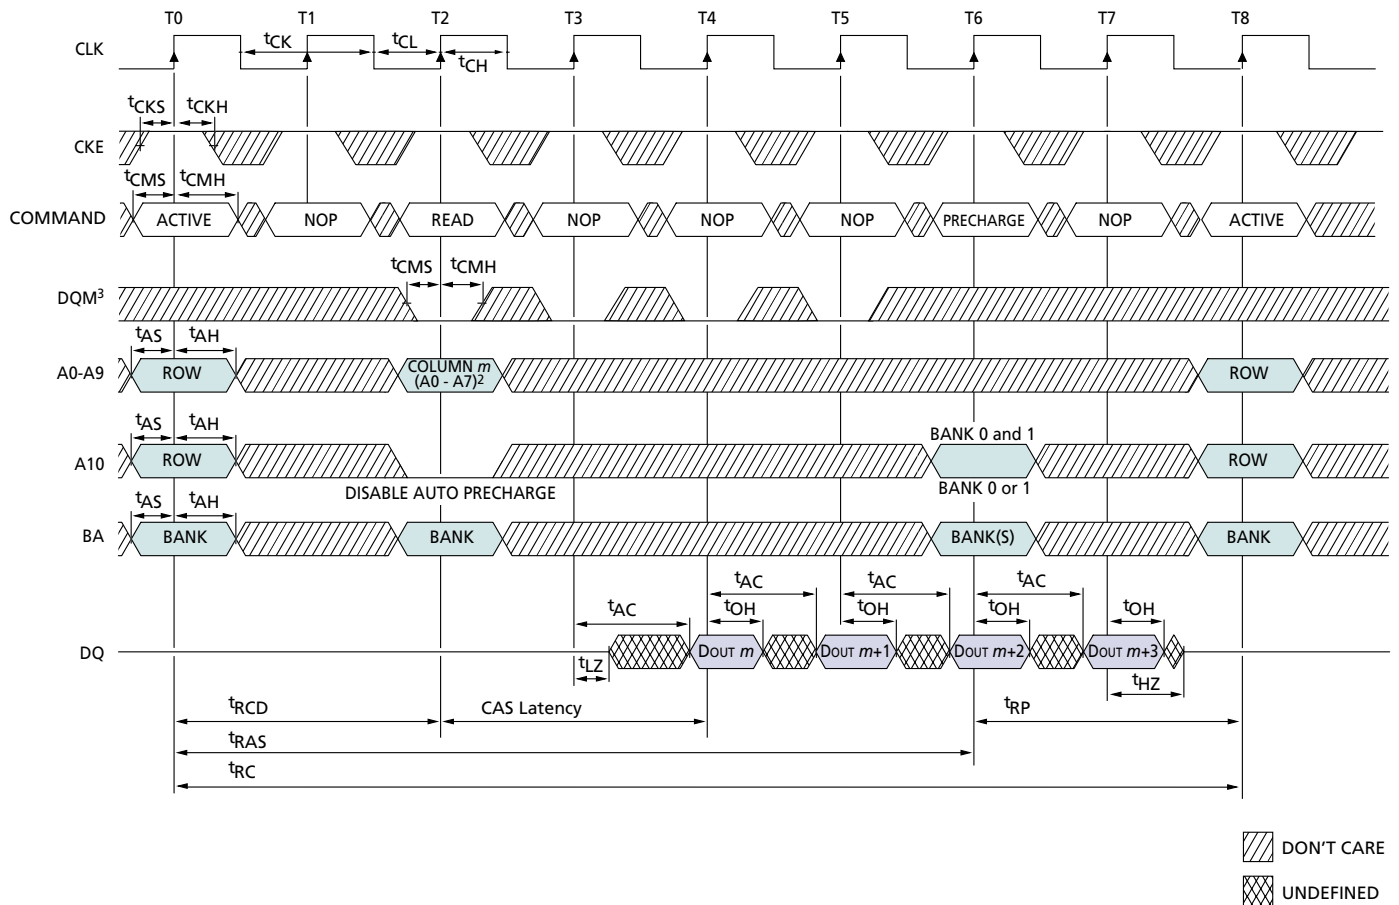 T0 T1 T2 T3 T4 T5 T6 T7 T8
CLK tCK tCL tCH
tCKS tCKH
CKE
tCMS tCMH
COMMAND ACTIVE NOP READ NOP NOP NOP PRECHARGE NOP ACTIVE
tCMS tCMH
DQM3
tAS tAH
A0-A9 ROW COLUMN m (A0 - A7)2 ROW
tAS tAH BANK 0 and 1
A10 ROW ROW
DISABLE AUTO PRECHARGE BANK 0 or 1
tAS tAH
BA BANK BANK BANK(S) BANK
tAC tAC tAC
tAC tOH tOH tOH tOH
DQ DOUT m DOUT m+1 DOUT m+2 DOUT m+3
tLZ tHZ
tRCD CAS Latency tRP
tRAS
tRC
DON'T CARE
UNDEFINED